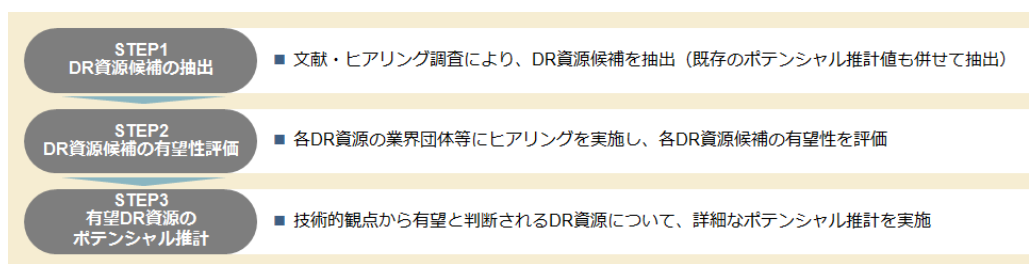 STEP1
DR資源候補の抽出
■ 文献・ヒアリング調査により、DR資源候補を抽出（既存のポテンシャル推計値も併せて抽出）
STEP2
DR資源候補の有望性評価
■ 各DR資源の業界団体等にヒアリングを実施し、各DR資源候補の有望性を評価
STEP3
有望DR資源の
ポテンシャル推計
■ 技術的観点から有望と判断されるDR資源について、詳細なポテンシャル推計を実施